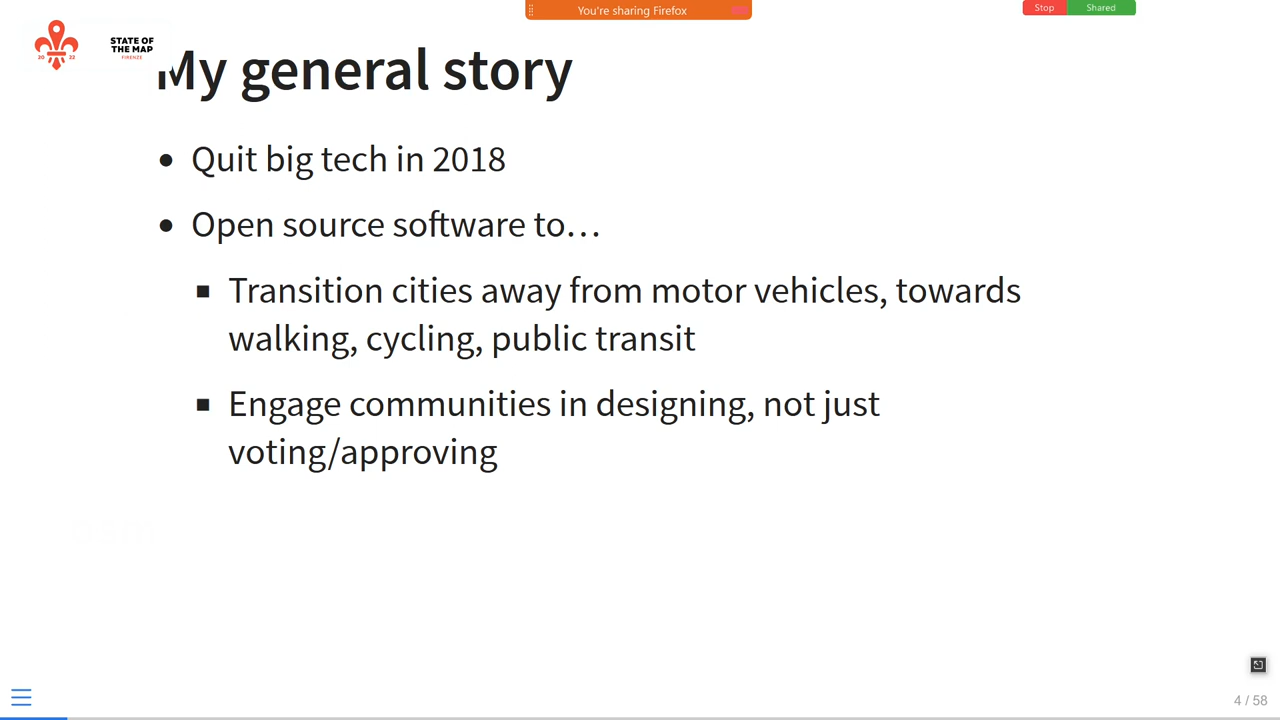 You're sharing Firefox
Stop
Shared
20 22
STATE OF
THE MAP
FIRENZE
My general story
Quit big tech in 2018
Open source software to…
Transition cities away from motor vehicles, towards
walking, cycling, public transit
Engage communities in designing, not just
voting/approving
4 / 58